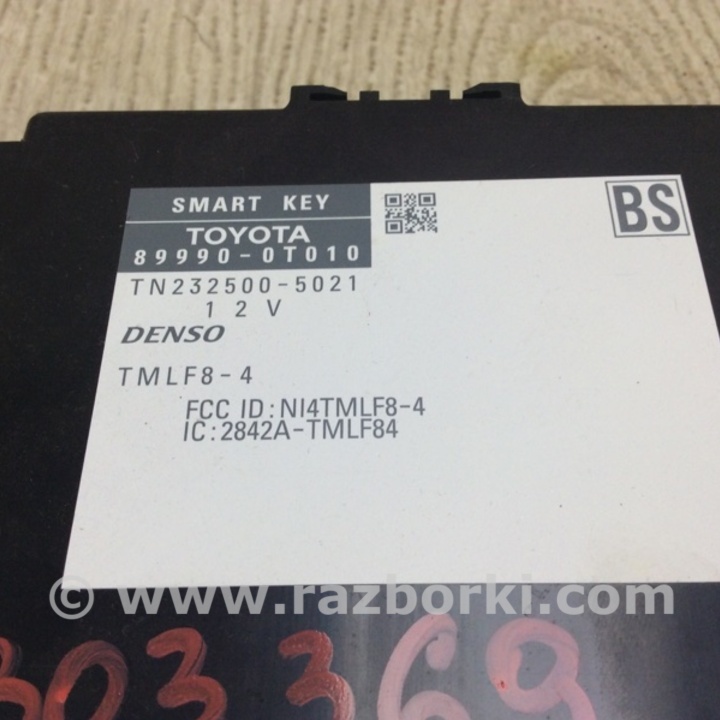 SMART KEY
TOYOTA
89990-0T010
BS
TN232500-5021
12V
DENSO
TMLF8-4
FCC ID:NI4TMLF8-4
IC:2842A-TMLF84
© www.razborki.com
303369